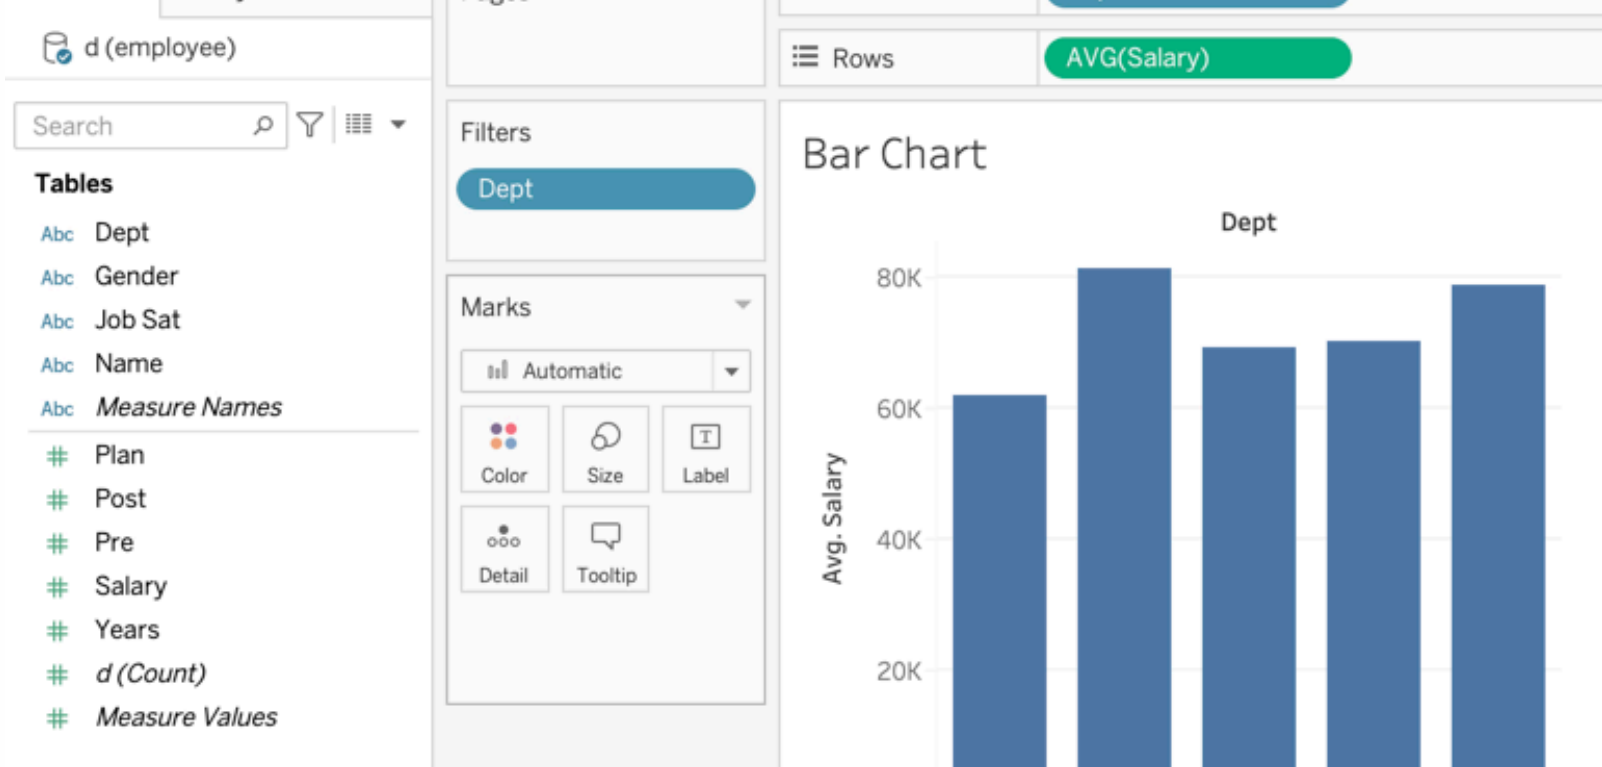 d (employee)
Search
Tables
Abc Dept
Abc Gender
Abc Job Sat
Abc Name
Abc Measure Names
# Plan
# Post
# Pre
# Salary
# Years
# d (Count)
# Measure Values
Filters
Dept
Marks
Automatic
Color Size T Label
Detail Tooltip
Rows AVG(Salary)
Bar Chart
Dept
80K
60K
40K
20K
Avg. Salary